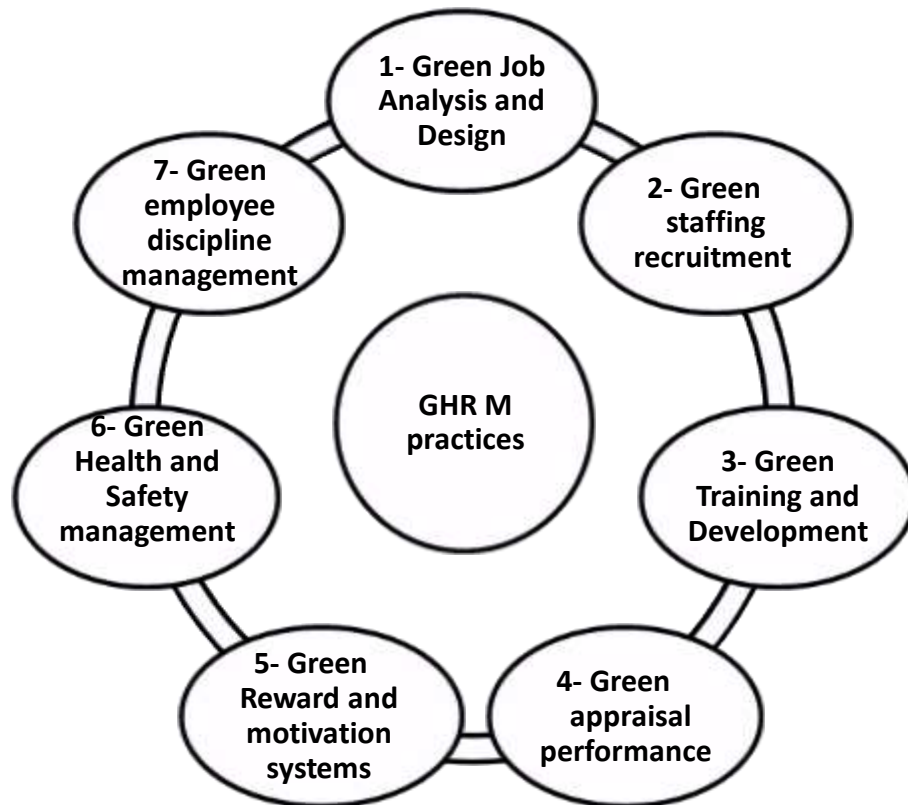 1- Green Job
Analysis and
Design
2- Green
staffing
recruitment
3- Green
Training and
Development
4- Green
appraisal
performance
5- Green
Reward and
motivation
systems
6- Green
Health and
Safety
management
7- Green
employee
discipline
management
GHR M
practices